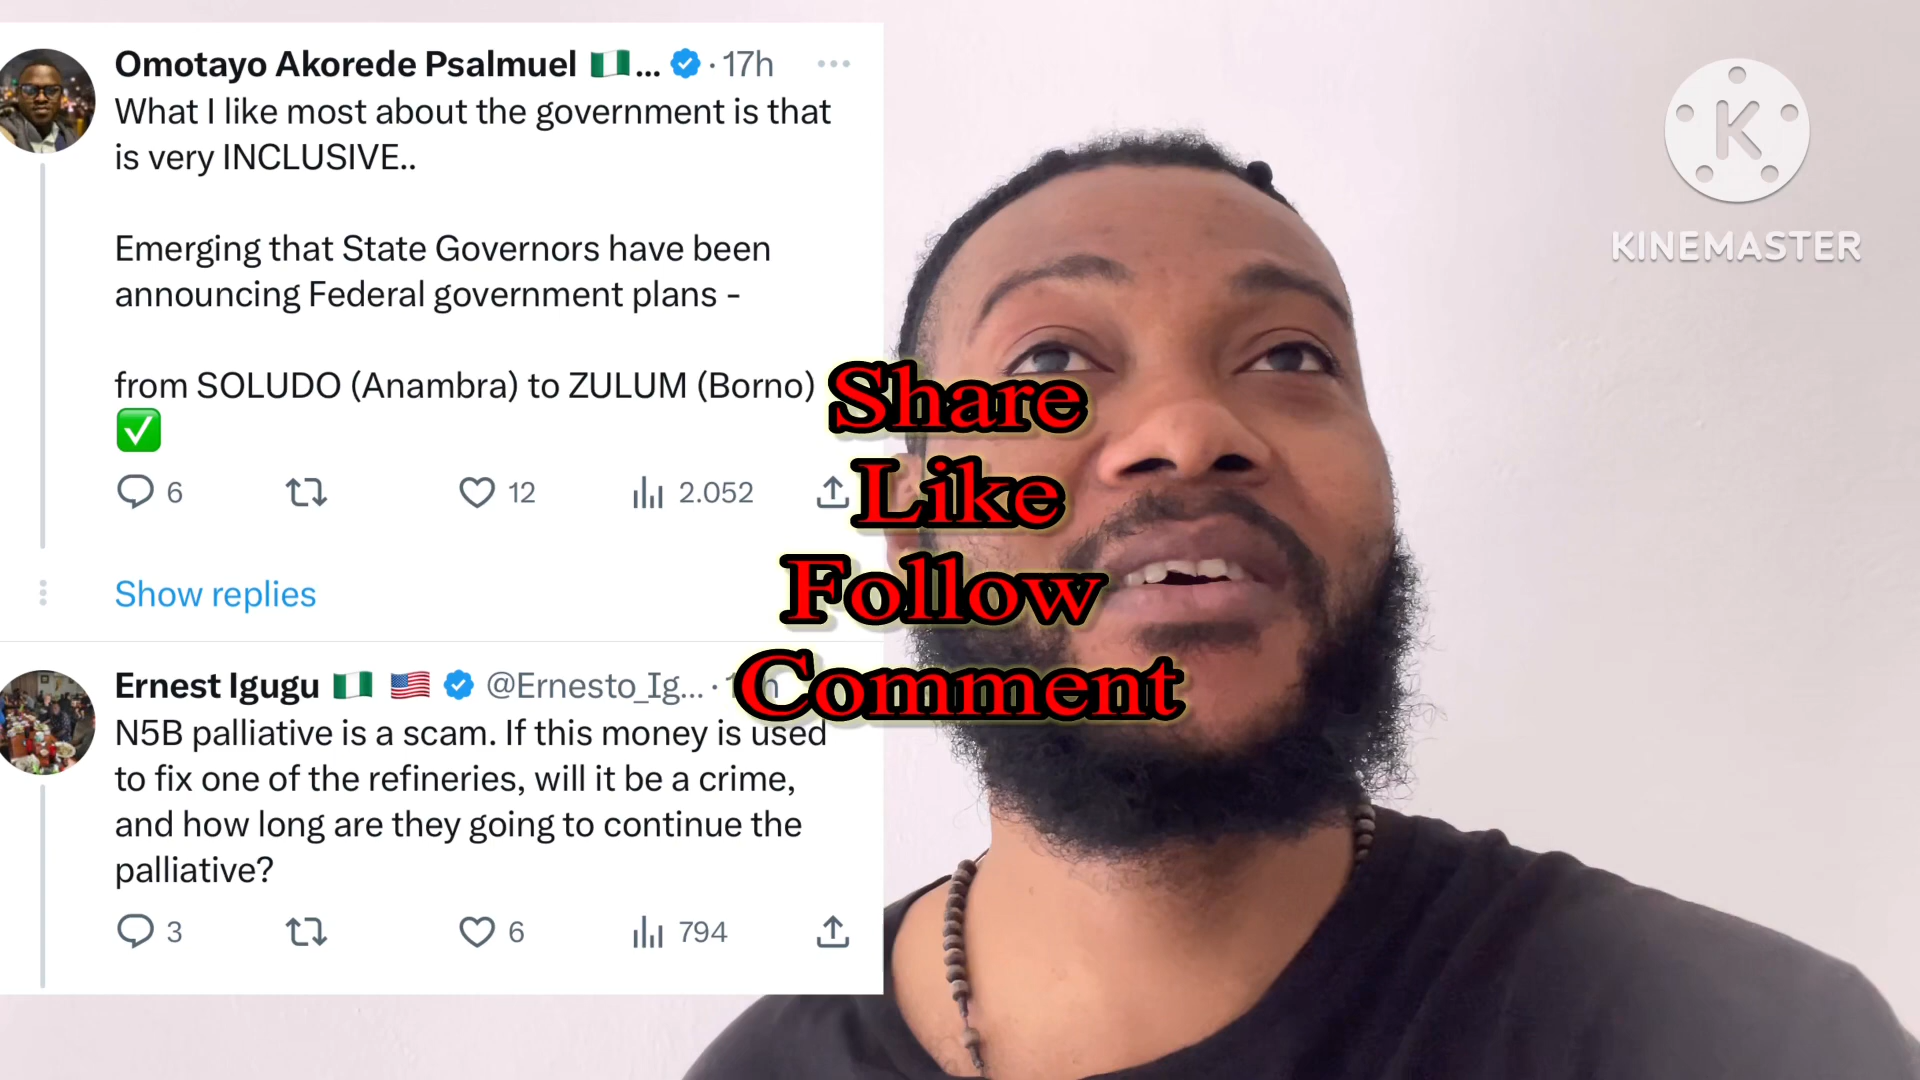 Omotayo Akorede Psalmuel 🇳🇬... · 17h
What I like most about the government is that
is very INCLUSIVE..
Emerging that State Governors have been
announcing Federal government plans -
from SOLUDO (Anambra) to ZULUM (Borno)
✅
6 12 2.052
Show replies
Ernest Igugu 🇳🇬 🇺🇸 @Ernesto_Ig... ·
N5B palliative is a scam. If this money is used
to fix one of the refineries, will it be a crime,
and how long are they going to continue the
palliative?
3 6 794
Share
Like
Follow
Comment
K
KINEMASTER